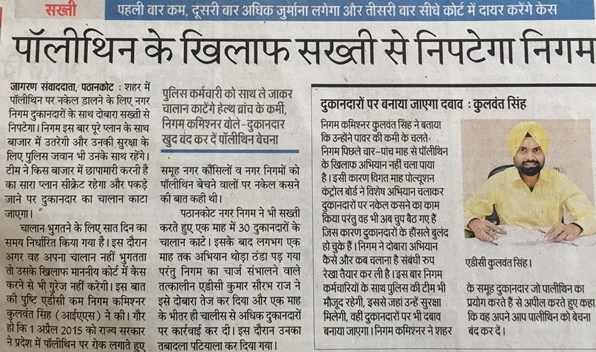 सख्ती
पहली वार कम, दूसरी वार अधिक जुर्माना लगेगा और तीसरी वार सीधे कोर्ट में दायर करेंगे केस
पॉलीथिन के खिलाफ सख्ती से निपटेगा निगम
जागरण संवाददाता, पठानकोट : शहर में
पॉलीथिन पर नकेल डालने के लिए नगर
निगम दुकानदारों के साथ दोबारा सख्ती से
निपटेगा। निगम इस बार पूरे प्लान के साथ
बाजार में उतरेगी और उनकी सुरक्षा के
लिए पुलिस जवान भी उनके साथ रहेंगे।
टीम ने किस बाजार में छापामारी करनी है
का सारा प्लान सीक्रेट रहेगा और पकड़े
जाने पर दुकानदार का चालान काटा
जाएगा।
चालान भुगतने के लिए सात दिन का
समय निर्धारित किया गया है। इस दौरान
अगर वह अपना चालान नहीं भुगतता
तो उसके खिलाफ माननीय कोर्ट में केस
करने से भी गुरेज नहीं करेगी। इस बात
की पुष्टि एडीसी कम निगम कमिश्नर
कुलवंत सिंह (आईएएस) ने की। गौर
हो कि 1 अप्रैल 2015 को राज्य सरकार
ने प्रदेश में पॉलीथिन पर रोक लगाते हुए
पुलिस कर्मचारी को साथ ले जाकर
चालान काटेंगे हेल्थ ब्रांच के कर्मी,
निगम कमिश्नर बोले-दुकानदार
खुद बंद कर दें पॉलीथिन बेचना
समूह नगर कौंसिलों व नगर निगमों को
पॉलीथिन बेचने वालों पर नकेल कसने
की बात कही थी।
पठानकोट नगर निगम ने भी सख्ती
करते हुए एक माह में 30 दुकानदारों के
चालान काटे। इसके बाद लगभग एक
माह तक अभियान थोड़ा ठंडा पड़ गया
परंतु निगम का चार्ज संभालने वाले
तत्कालीन एडीसी कुमार सौरभ राज ने
इसे दोबारा तेज कर दिया और एक माह
के भीतर ही चालीस से अधिक दुकानदारों
पर कार्रवाई कर दी। इस दौरान उनका
तबादला पटियाला कर दिया गया।
दुकानदारों पर बनाया जाएगा दबाव : कुलवंत सिंह
निगम कमिश्नर कुलवंत सिंह ने बताया
कि उन्होंने पावर की कमी के चलते-
निगम पिछले चार-पांच माह से पॉलीथिन
के खिलाफ अभियान नहीं चला पाया
है।इसी कारण विगत माह पोल्यूशन
कंट्रोल बोर्ड ने विशेष अभियान चलाकर
दुकानदारों पर नकेल कसने का काम
किया परंतु वह भी अब चुप बैठ गए हैं
जिस कारण दुकानदारों के हौसले बुलंद
हो चुके हैं। निगम ने दोबारा अभियान
कैसे और कब चलाना है संबंधी रुप
रेखा तैयार कर ली है। इस बार निगम
कर्मचारियों के साथ पुलिस की टीम भी
मौजूद रहेगी, इससे जहां उन्हें सुरक्षा
मिलेगी, वही दुकानदारों पर भी दबाव
बनाया जाएगा। निगम कमिश्नर ने शहर
एडीसी कुलवंत सिंह।
के समूह दुकानदार जो पालीथिन का
प्रयोग करते हैं से अपील करते हुए कहा
कि वह अपने आप पालीथिन को बेचना
बंद कर दें।